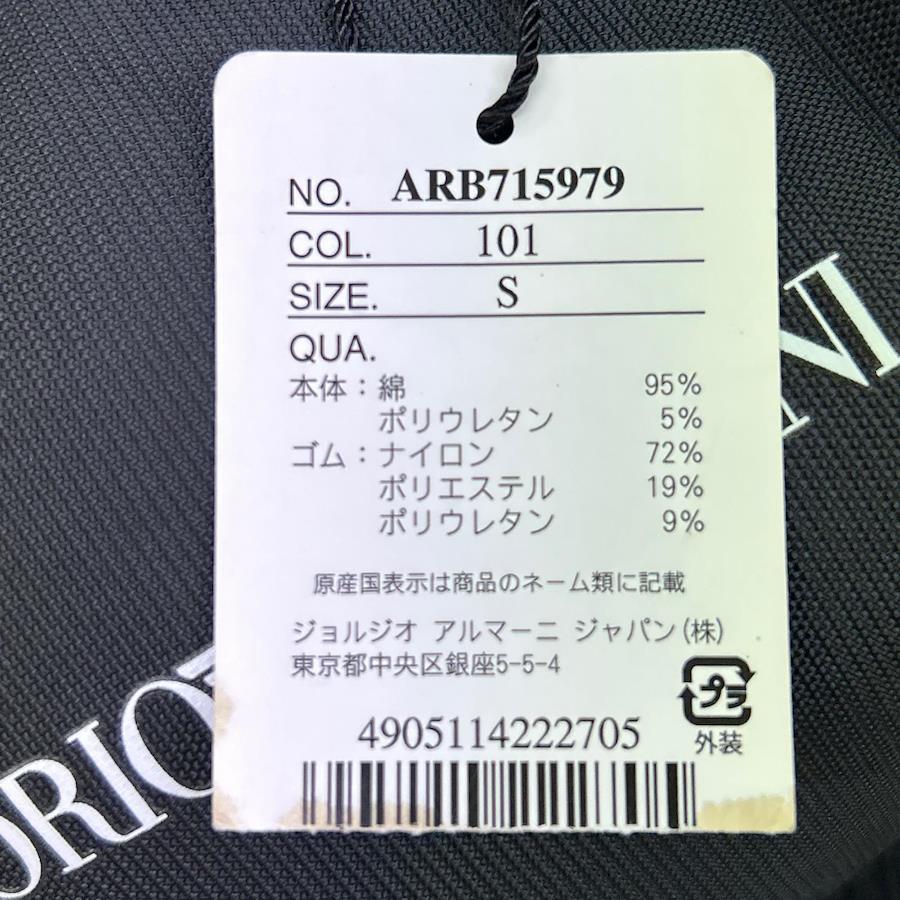 NO. ARB715979
COL. 101
SIZE. S
QUA.
本体：綿 95%
ポリウレタン 5%
ゴム：ナイロン 72%
ポリエステル 19%
ポリウレタン 9%
原産国表示は商品のネーム類に記載
ジョルジオ アルマーニ ジャパン(株)
東京都中央区銀座5-5-4
プラ
外装
4905114222705